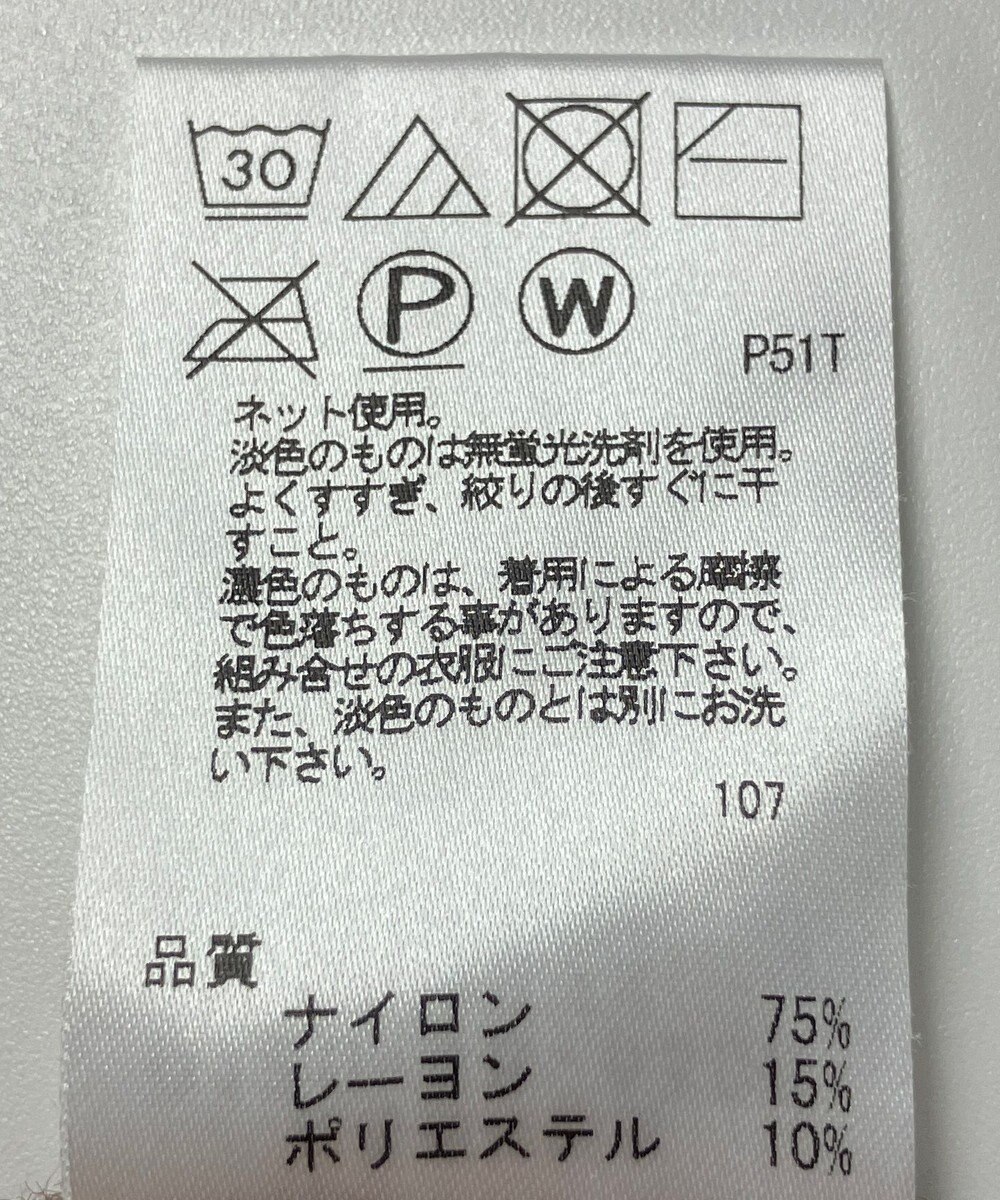 30
P W
P51T
ネット使用。
淡色のものは無蛍光洗剤を使用。
よくすすぎ、絞りの後すぐに干
すこと。
濃色のものは、着用による摩擦
で色落ちする事がありますので、
組み合せの衣服にご注意下さい。
また、淡色のものとは別にお洗
い下さい。
107
品質
ナイロン 75%
レーヨン 15%
ポリエステル 10%